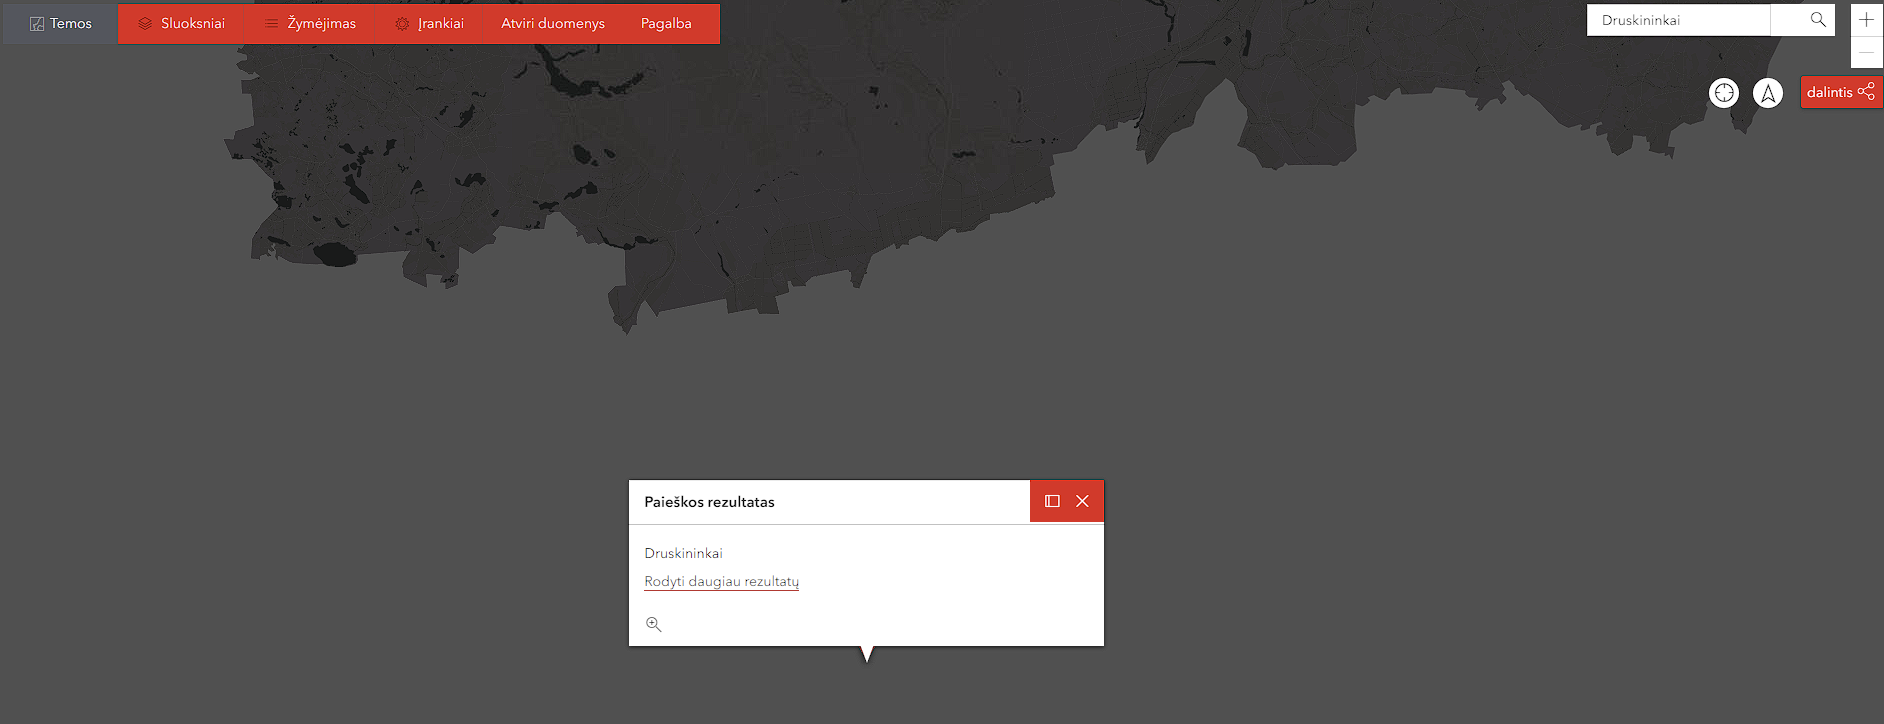 Temos Sluoksniai Žymėjimas Įrankiai Atviri duomenys Pagalba
Druskininkai
dalintis
Paieškos rezultatas
Druskininkai
Rodyti daugiau rezultatų